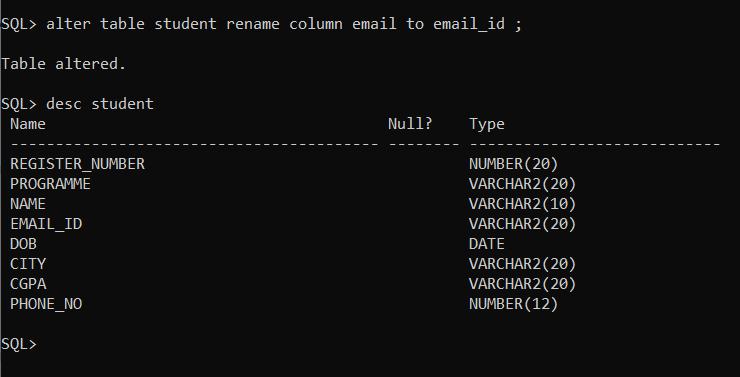 SQL> alter table student rename column email to email_id ;
Table altered.
SQL> desc student
Name                                      Null?    Type
----------------------------------------- -------- ----------------------------
REGISTER_NUMBER                                    NUMBER(20)
PROGRAMME                                          VARCHAR2(20)
NAME                                               VARCHAR2(10)
EMAIL_ID                                           VARCHAR2(20)
DOB                                                DATE
CITY                                               VARCHAR2(20)
CGPA                                               VARCHAR2(20)
PHONE_NO                                           NUMBER(12)
SQL>